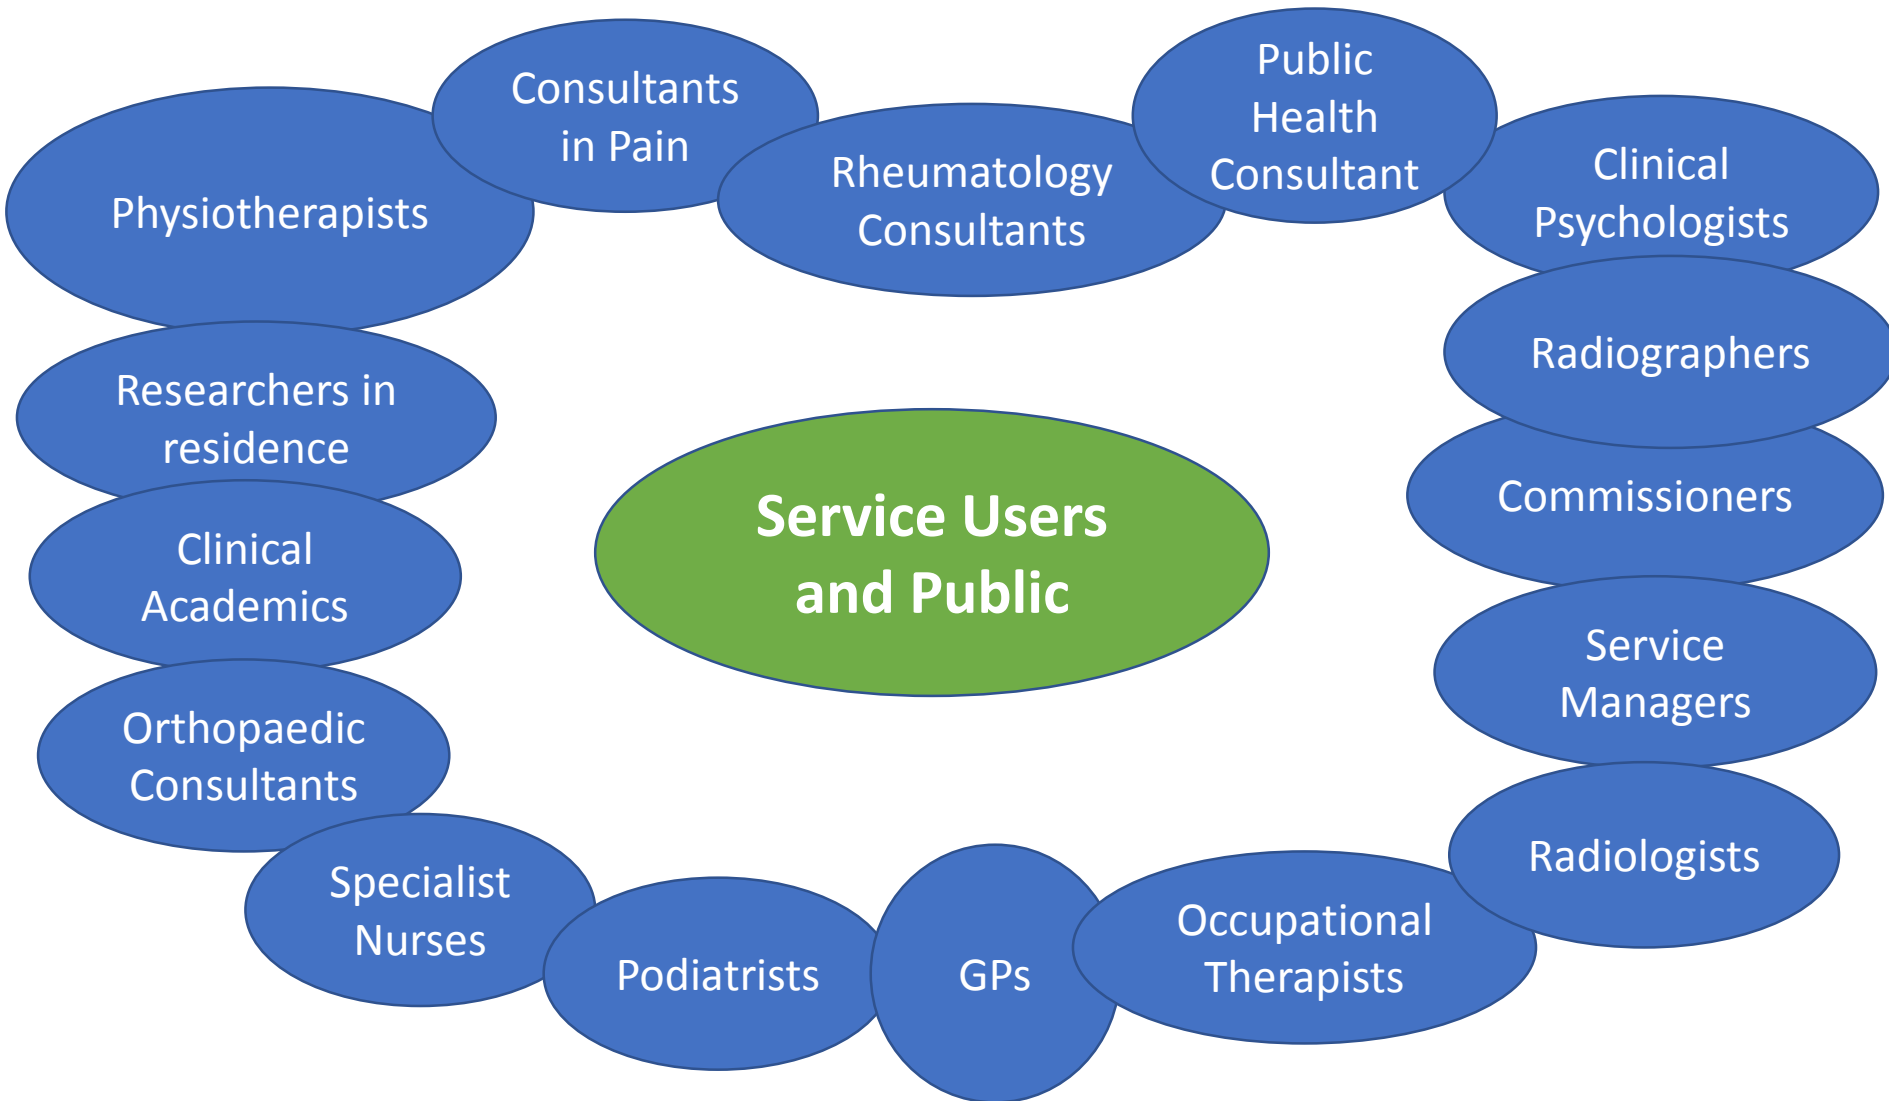 Physiotherapists
Consultants
in Pain
Rheumatology
Consultants
Public
Health
Consultant
Clinical
Psychologists
Radiographers
Commissioners
Service
Managers
Radiologists
Occupational
Therapists
GPs
Podiatrists
Specialist
Nurses
Orthopaedic
Consultants
Clinical
Academics
Researchers in
residence
Service Users
and Public